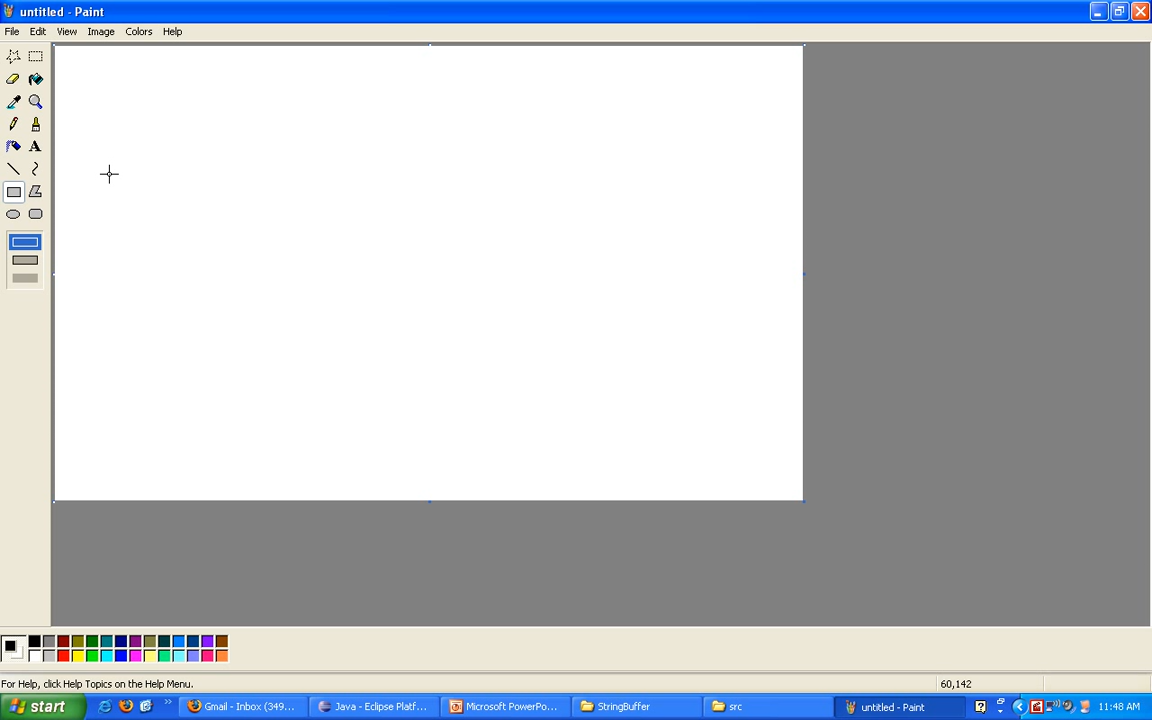 untitled - Paint
File Edit View Image Colors Help
A
For Help, click Help Topics on the Help Menu.
60,142
start
»
Gmail - Inbox (349...
Java - Eclipse Platf...
Microsoft PowerPo...
StringBuffer
src
untitled - Paint
11:48 AM